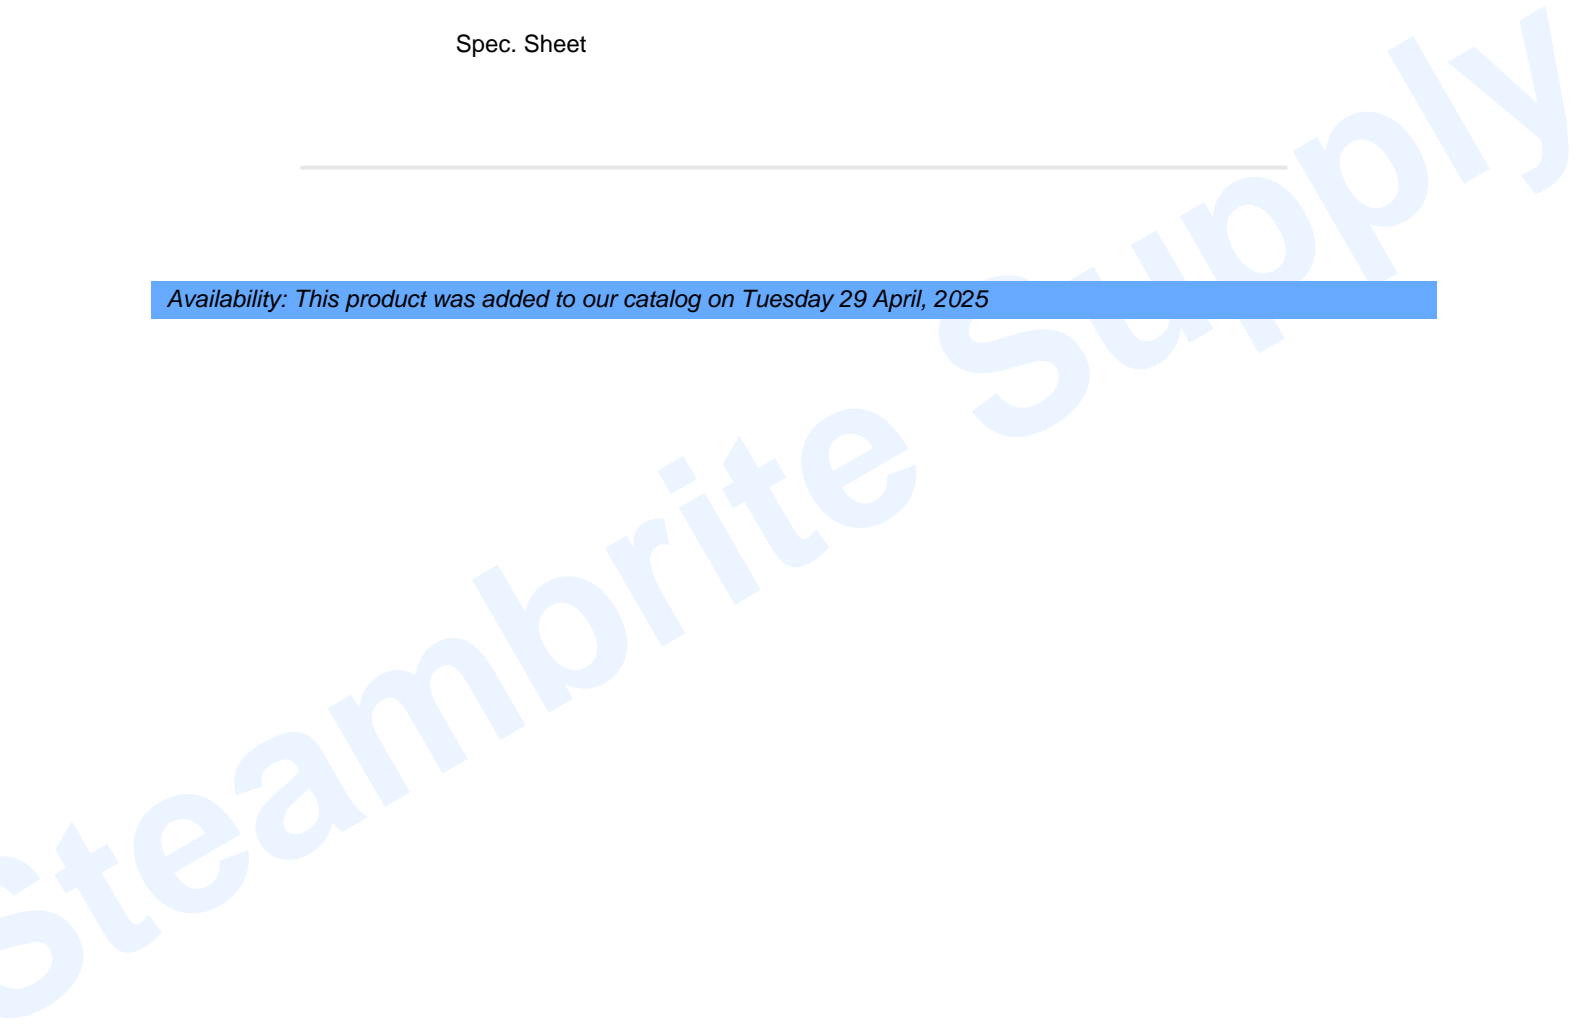 Spec. Sheet
Availability: This product was added to our catalog on Tuesday 29 April, 2025
Steambrite Supply